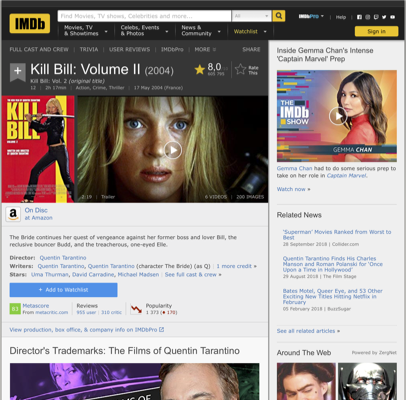 IMDb
Find Movies, TV shows, Celebrities and more...
All
IMDbPro
Help
Movies, TV
& Showtimes
Celebs, Events
& Photos
News &
Community
Watchlist
Sign in
FULL CAST AND CREW | TRIVIA | USER REVIEWS | IMDbPro | MORE
SHARE
Kill Bill: Volume II (2004)
Kill Bill: Vol. 2 (original title)
12 | 2h 17min | Action, Crime, Thriller | 17 May 2004 (France)
8,0
Rate
This
KILL
BILL
2:19 | Trailer
6 VIDEOS | 200 IMAGES
On Disc
at Amazon
The Bride continues her quest of vengeance against her former boss and lover Bill, the
reclusive bouncer Budd, and the treacherous, one-eyed Elle.
Director: Quentin Tarantino
Writers: Quentin Tarantino, Quentin Tarantino (character The Bride) (as Q) | 1 more credit »
Stars: Uma Thurman, David Carradine, Michael Madsen | See full cast & crew »
+ Add to Watchlist
Metascore
From metacritic.com
Reviews
955 user | 310 critic
Popularity
1 373 (170)
View production, box office, & company info on IMDbPro
Director's Trademarks: The Films of Quentin Tarantino
Inside Gemma Chan's Intense
'Captain Marvel' Prep
THE
IMDb
SHOW
GEMMA CHAN
Gemma Chan had to do some serious prep
to take on her role in Captain Marvel.
Watch now »
Related News
'Superman' Movies Ranked from Worst to
Best
28 September 2018 | Collider.com
Quentin Tarantino Finds His Charles
Manson and Roman Polanski for 'Once
Upon a Time in Hollywood'
29 August 2018 | The Film Stage
Bates Motel, Queer Eye, and 53 Other
Exciting New Titles Hitting Netflix in
February
05 February 2018 | BuzzSugar
See all related articles »
Around The Web
Powered by ZergNet